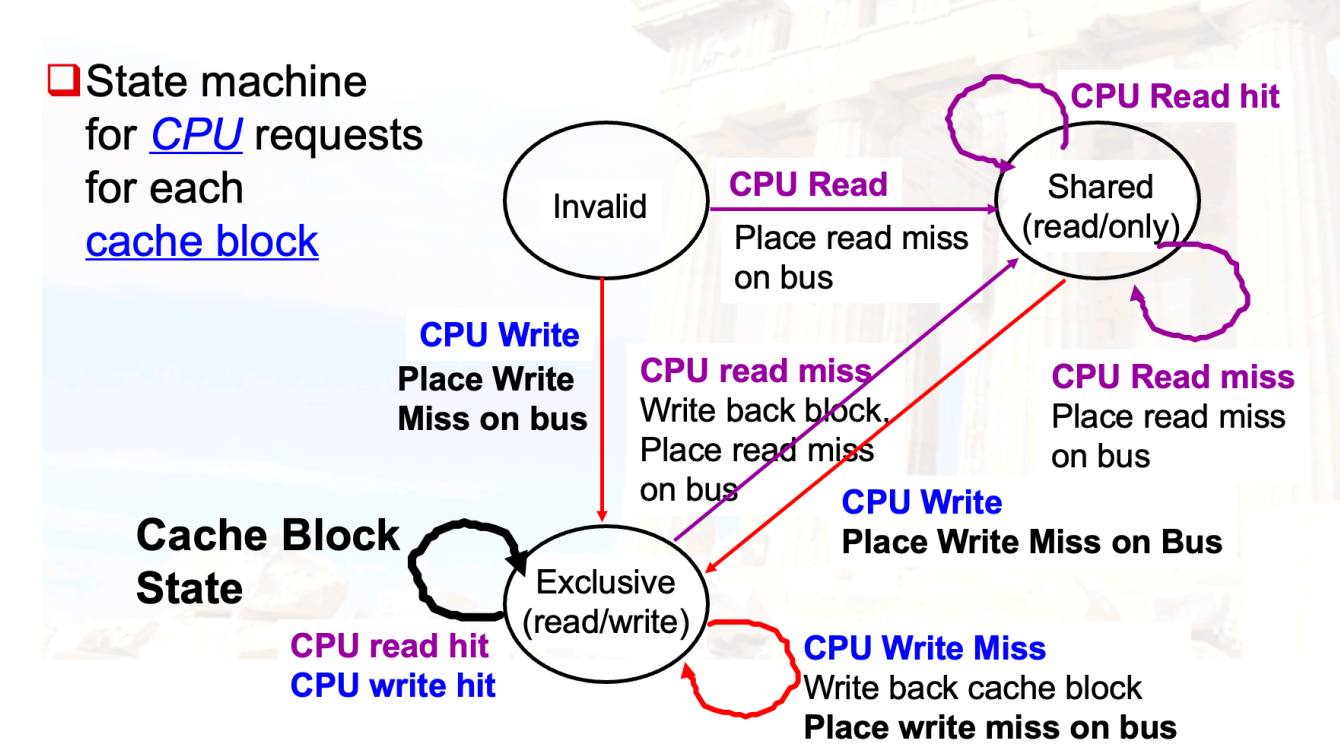 State machine
for CPU requests
for each
cache block
Invalid
CPU Read
Place read miss
on bus
CPU Read hit
Shared
(read/only)
CPU Write
Place Write
Miss on bus
CPU read miss
Write back block,
Place read miss
on bus
CPU Read miss
Place read miss
on bus
CPU Write
Place Write Miss on Bus
Cache Block
State
Exclusive
(read/write)
CPU read hit
CPU write hit
CPU Write Miss
Write back cache block
Place write miss on bus